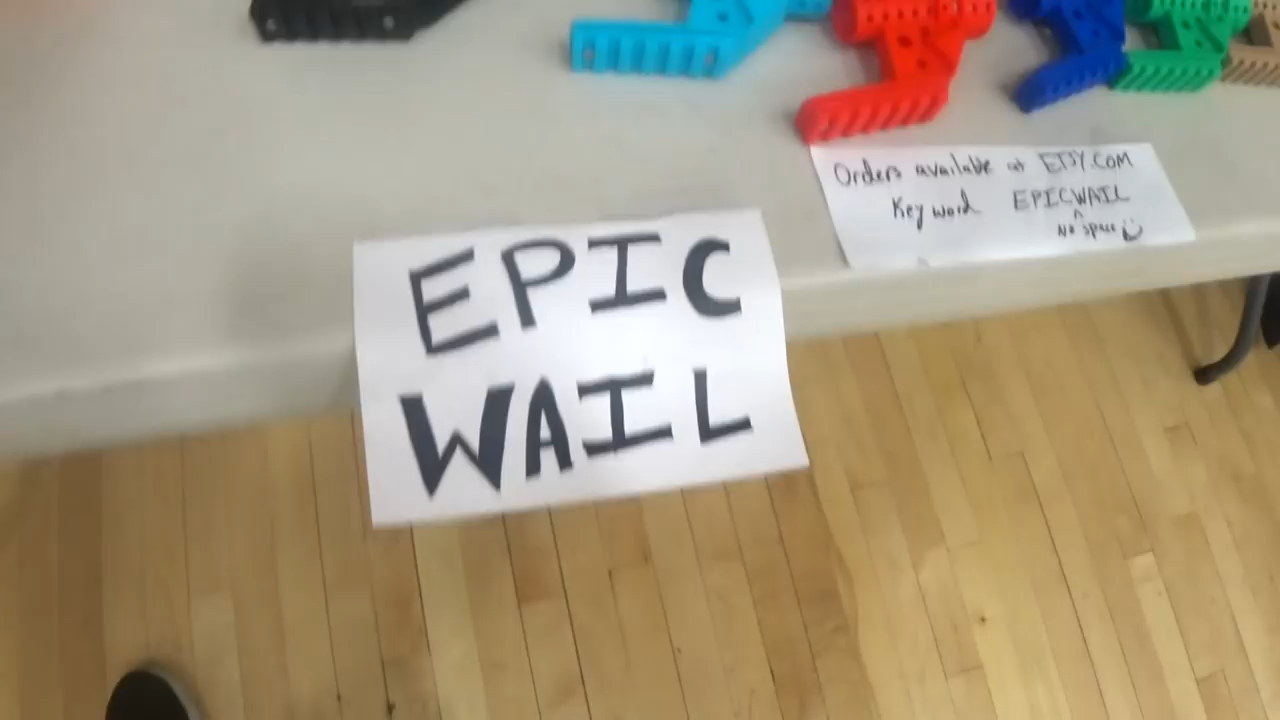 Orders available at ETSY.COM
Keyword EPICWAIL
^
No space
EPIC
WAIL